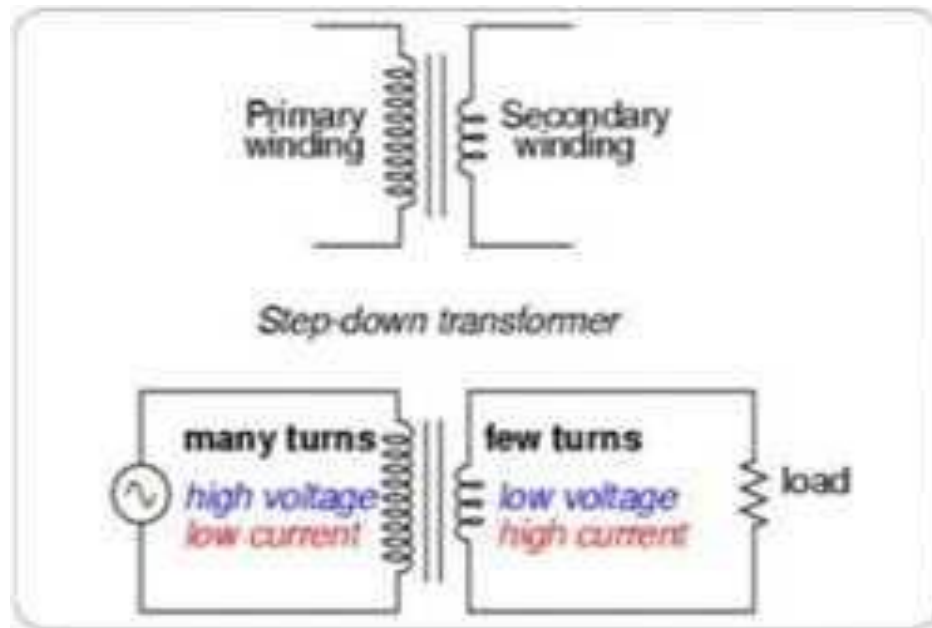 Primary
winding
Secondary
winding
Step-down transformer
many turns
high voltage
low current
few turns
low voltage
high current
load